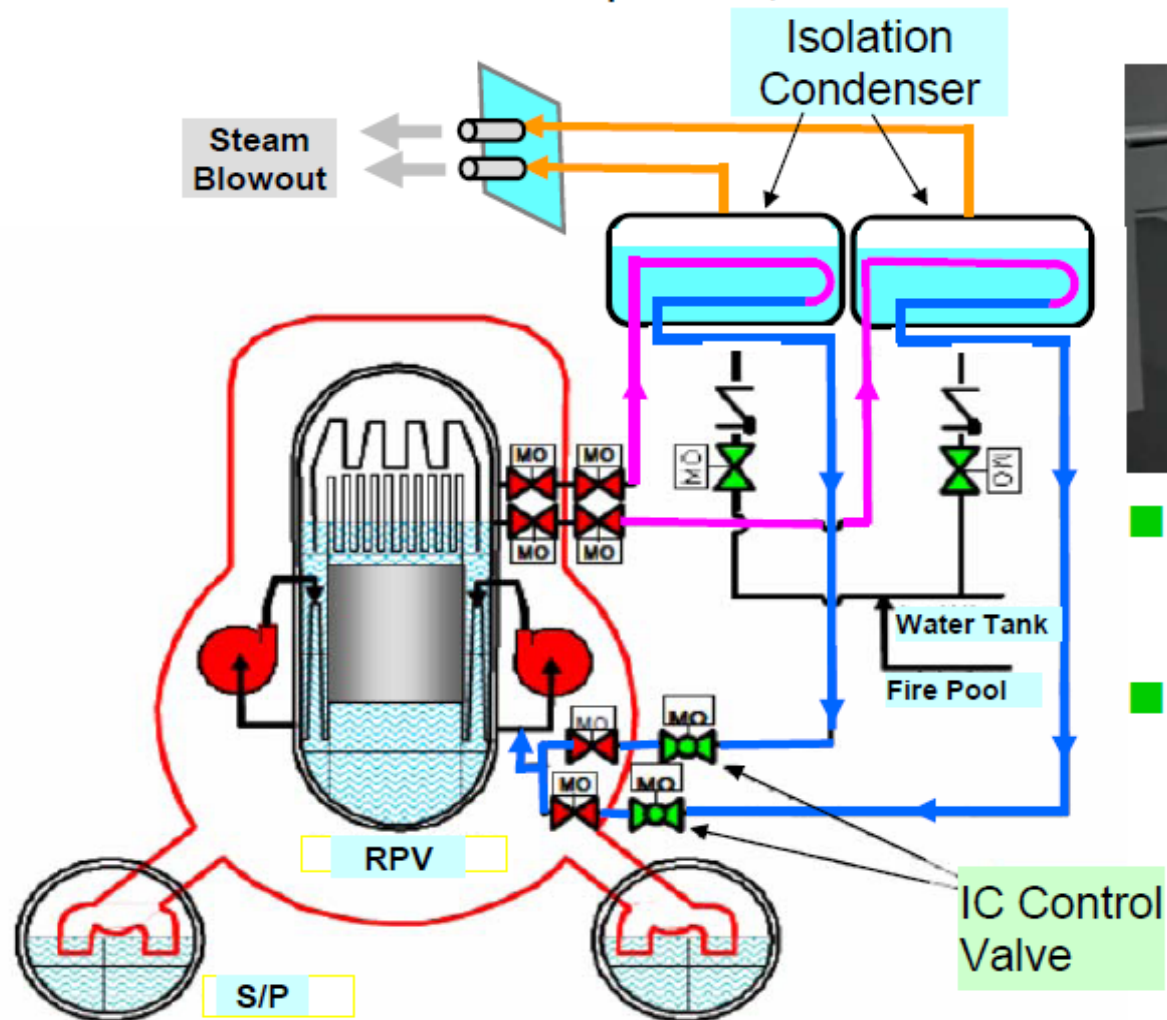 Isolation
Condenser
Steam
Blowout
MO
MO
MO
MO
MO
MO
Water Tank
Fire Pool
MO
MO
MO
MO
RPV
IC Control
Valve
S/P